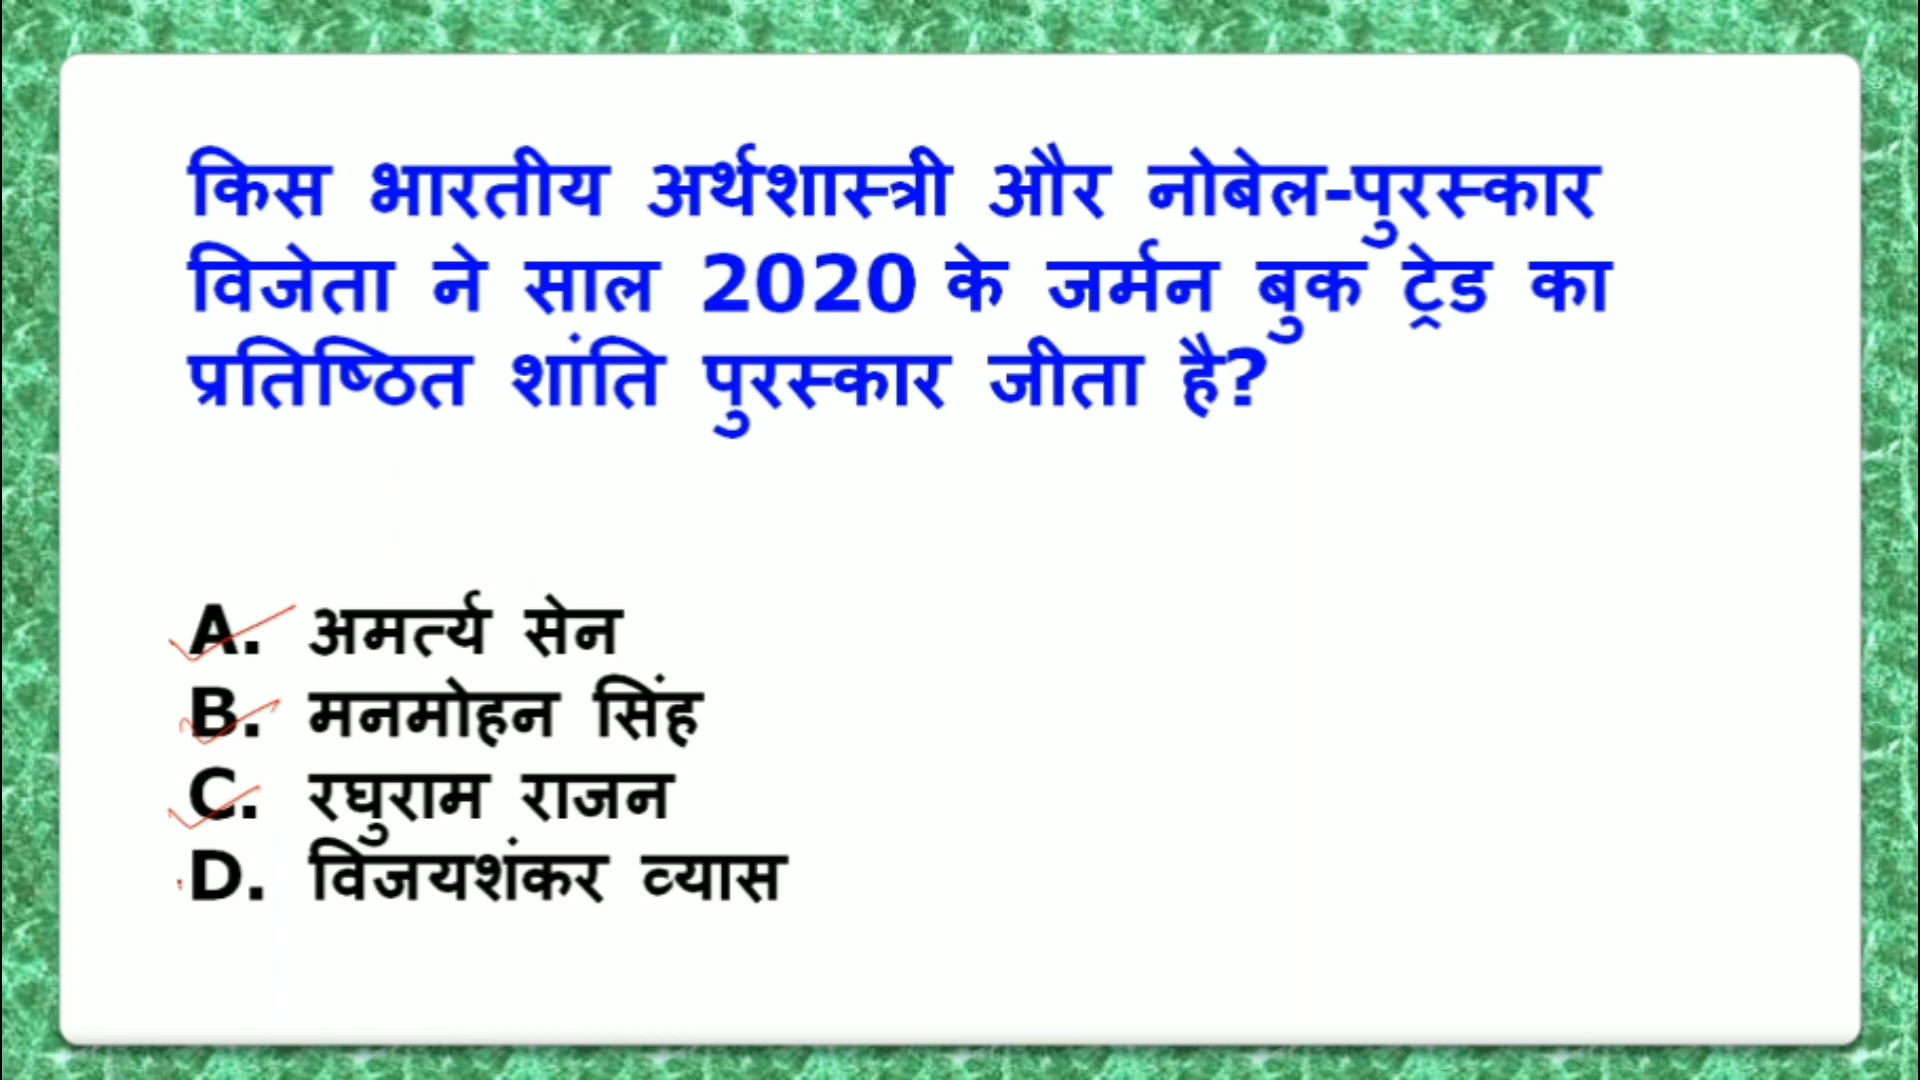 किस भारतीय अर्थशास्त्री और नोबेल-पुरस्कार
विजेता ने साल 2020 के जर्मन बुक ट्रेड का
प्रतिष्ठित शांति पुरस्कार जीता है?
A. अमर्त्य सेन
B. मनमोहन सिंह
C. रघुराम राजन
D. विजयशंकर व्यास